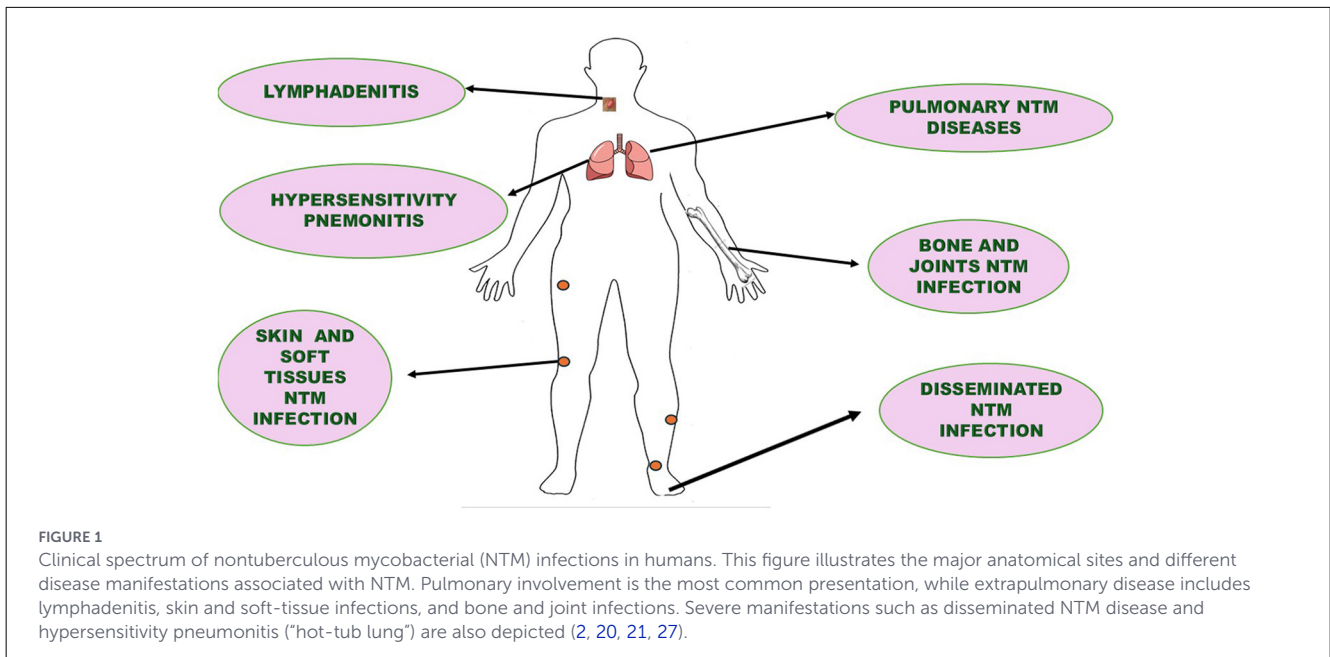 LYMPHADENITIS
PULMONARY NTM
DISEASES
HYPERSENSITIVITY
PNEMONITIS
BONE AND
JOINTS NTM
INFECTION
SKIN AND
SOFT
TISSUES
NTM
INFECTION
DISSEMINATED
NTM
INFECTION
FIGURE 1
Clinical spectrum of nontuberculous mycobacterial (NTM) infections in humans. This figure illustrates the major anatomical sites and different
disease manifestations associated with NTM. Pulmonary involvement is the most common presentation, while extrapulmonary disease includes
lymphadenitis, skin and soft-tissue infections, and bone and joint infections. Severe manifestations such as disseminated NTM disease and
hypersensitivity pneumonitis (“hot-tub lung”) are also depicted (2, 20, 21, 27).